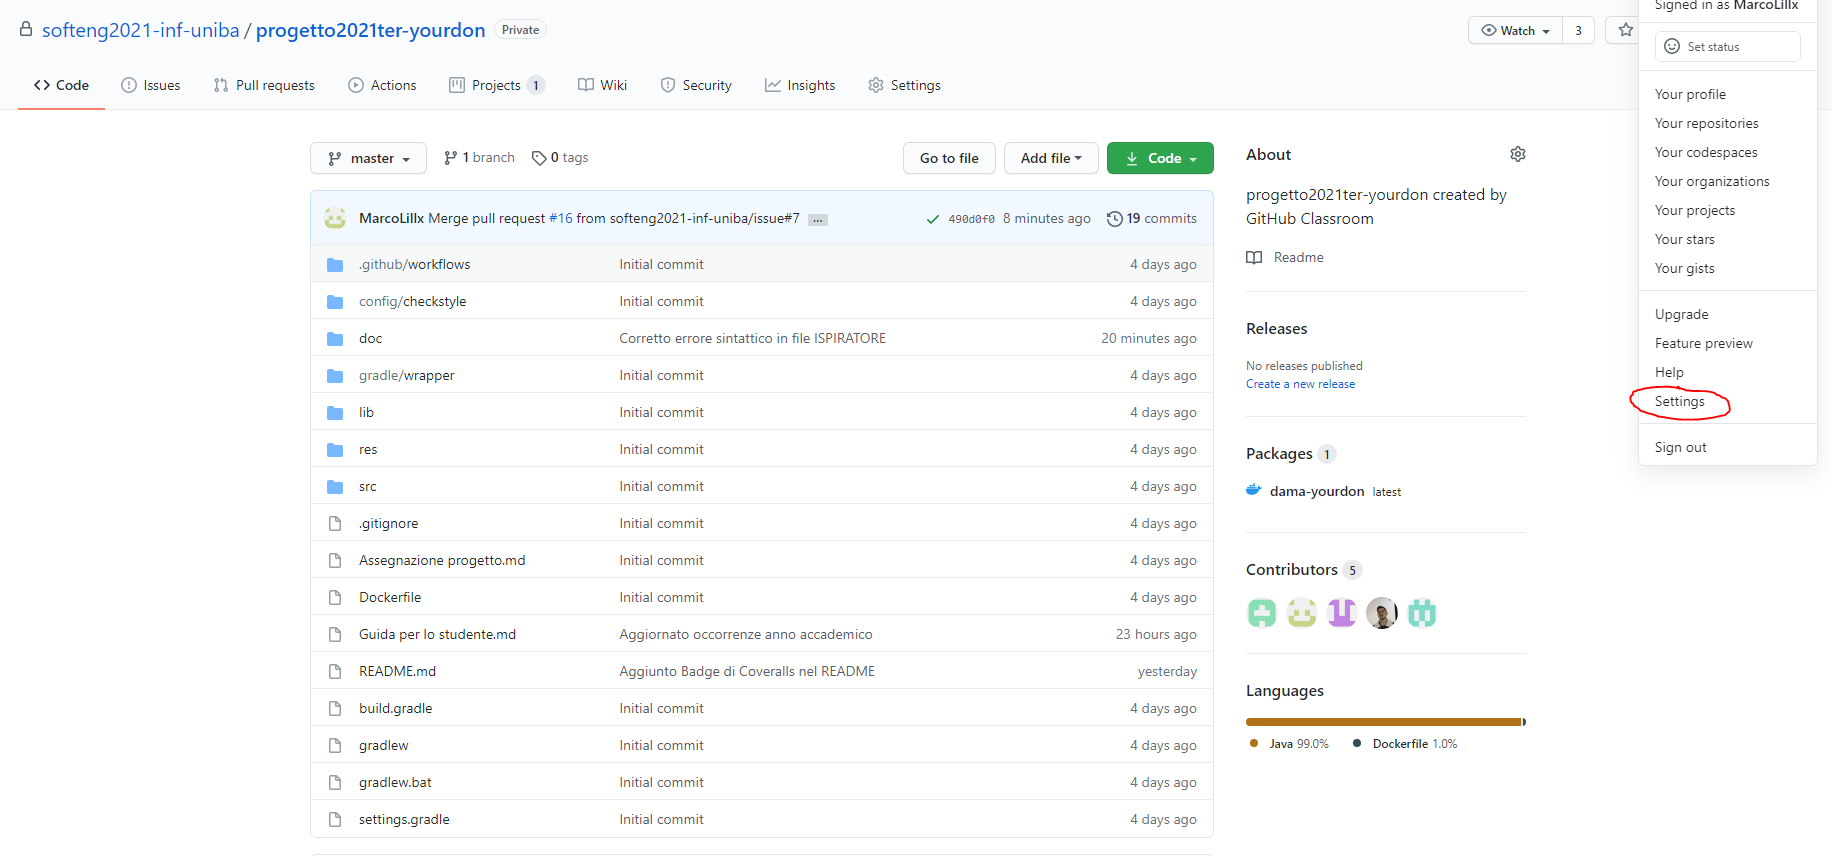 softeng2021-inf-uniba / progetto2021ter-yourdon Private
Watch 3
Code Issues Pull requests Actions Projects 1 Wiki Security Insights Settings
master 1 branch 0 tags Go to file Add file Code
MarcoLillx Merge pull request #16 from softeng2021-inf-uniba/issue#7 ... 490d0f0 8 minutes ago 19 commits
.github/workflows Initial commit 4 days ago
config/checkstyle Initial commit 4 days ago
doc Corretto errore sintattico in file ISPIRATORE 20 minutes ago
gradle/wrapper Initial commit 4 days ago
lib Initial commit 4 days ago
res Initial commit 4 days ago
src Initial commit 4 days ago
.gitignore Initial commit 4 days ago
Assegnazione progetto.md Initial commit 4 days ago
Dockerfile Initial commit 4 days ago
Guida per lo studente.md Aggiornato occorrenze anno accademico 23 hours ago
README.md Aggiunto Badge di Coveralls nel README yesterday
build.gradle Initial commit 4 days ago
gradlew Initial commit 4 days ago
gradlew.bat Initial commit 4 days ago
settings.gradle Initial commit 4 days ago
About
progetto2021ter-yourdon created by
GitHub Classroom
Readme
Releases
No releases published
Create a new release
Packages 1
dama-yourdon latest
Contributors 5
Languages
Java 99.0% Dockerfile 1.0%
Signed in as MarcoLillx
Set status
Your profile
Your repositories
Your codespaces
Your organizations
Your projects
Your stars
Your gists
Upgrade
Feature preview
Help
Settings
Sign out